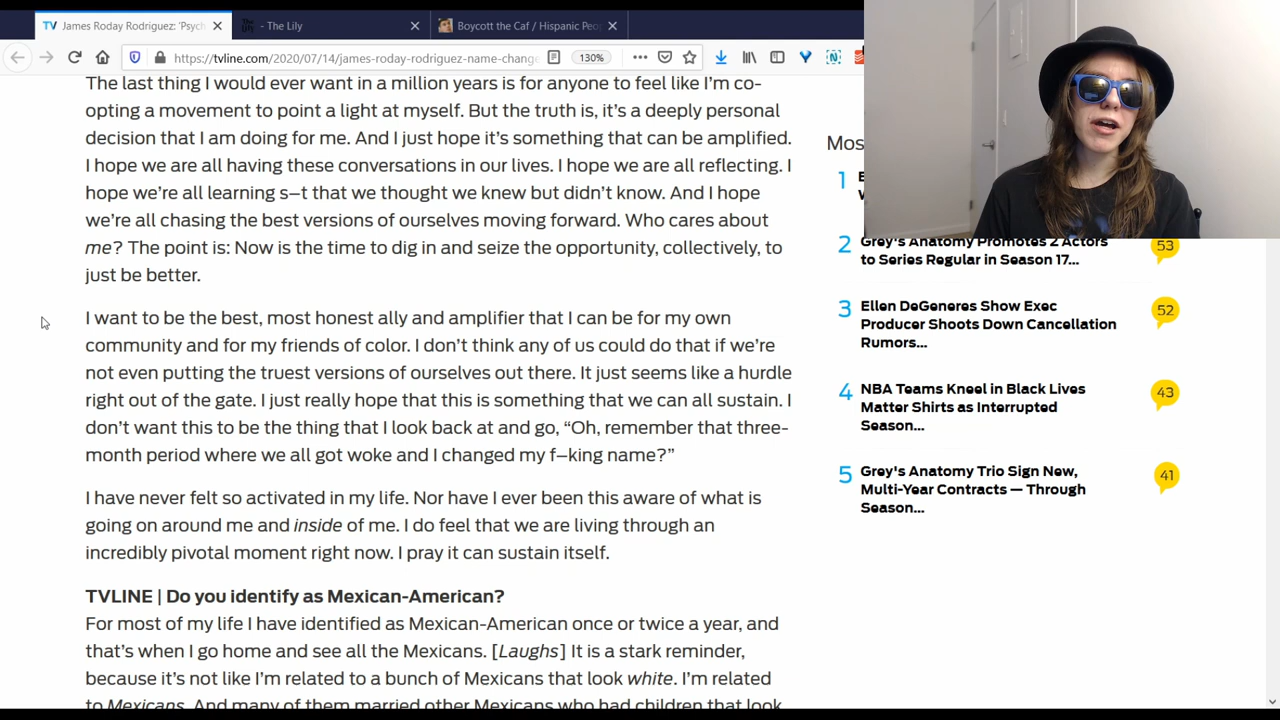 James Roday Rodriguez: 'Psych
- The Lily
Boycott the Caf / Hispanic Peo
https://tvline.com/2020/07/14/james-roday-rodriguez-name-change
130%
The last thing I would ever want in a million years is for anyone to feel like I'm co-
opting a movement to point a light at myself. But the truth is, it's a deeply personal
decision that I am doing for me. And I just hope it's something that can be amplified.
I hope we are all having these conversations in our lives. I hope we are all reflecting. I
hope we're all learning s–t that we thought we knew but didn't know. And I hope
we're all chasing the best versions of ourselves moving forward. Who cares about
me? The point is: Now is the time to dig in and seize the opportunity, collectively, to
just be better.
I want to be the best, most honest ally and amplifier that I can be for my own
community and for my friends of color. I don't think any of us could do that if we're
not even putting the truest versions of ourselves out there. It just seems like a hurdle
right out of the gate. I just really hope that this is something that we can all sustain. I
don't want this to be the thing that I look back at and go, "Oh, remember that three-
month period where we all got woke and I changed my f–king name?"
I have never felt so activated in my life. Nor have I ever been this aware of what is
going on around me and inside of me. I do feel that we are living through an
incredibly pivotal moment right now. I pray it can sustain itself.
TVLINE | Do you identify as Mexican-American?
For most of my life I have identified as Mexican-American once or twice a year, and
that's when I go home and see all the Mexicans. [Laughs] It is a stark reminder,
because it's not like I'm related to a bunch of Mexicans that look white. I'm related
to Mexicans. And many of them married other Mexicans who had children that look
Mos
1
2
Grey's Anatomy Promotes 2 Actors
to Series Regular in Season 17...
53
3
Ellen DeGeneres Show Exec
Producer Shoots Down Cancellation
Rumors...
52
4
NBA Teams Kneel in Black Lives
Matter Shirts as Interrupted
Season...
43
5
Grey's Anatomy Trio Sign New,
Multi-Year Contracts — Through
Season...
41